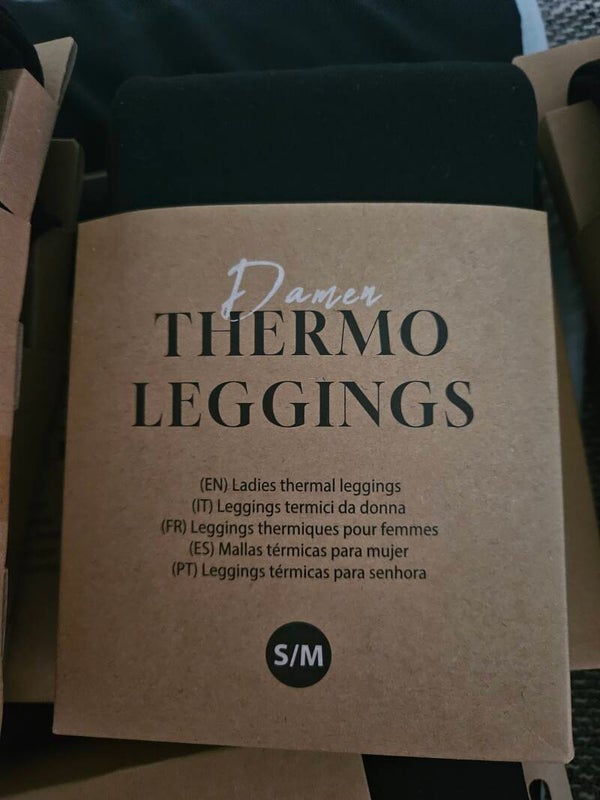 Damen
THERMO
LEGGINGS
(EN) Ladies thermal leggings
(IT) Leggings termici da donna
(FR) Leggings thermiques pour femmes
(ES) Mallas térmicas para mujer
(PT) Leggings térmicas para senhora
S/M